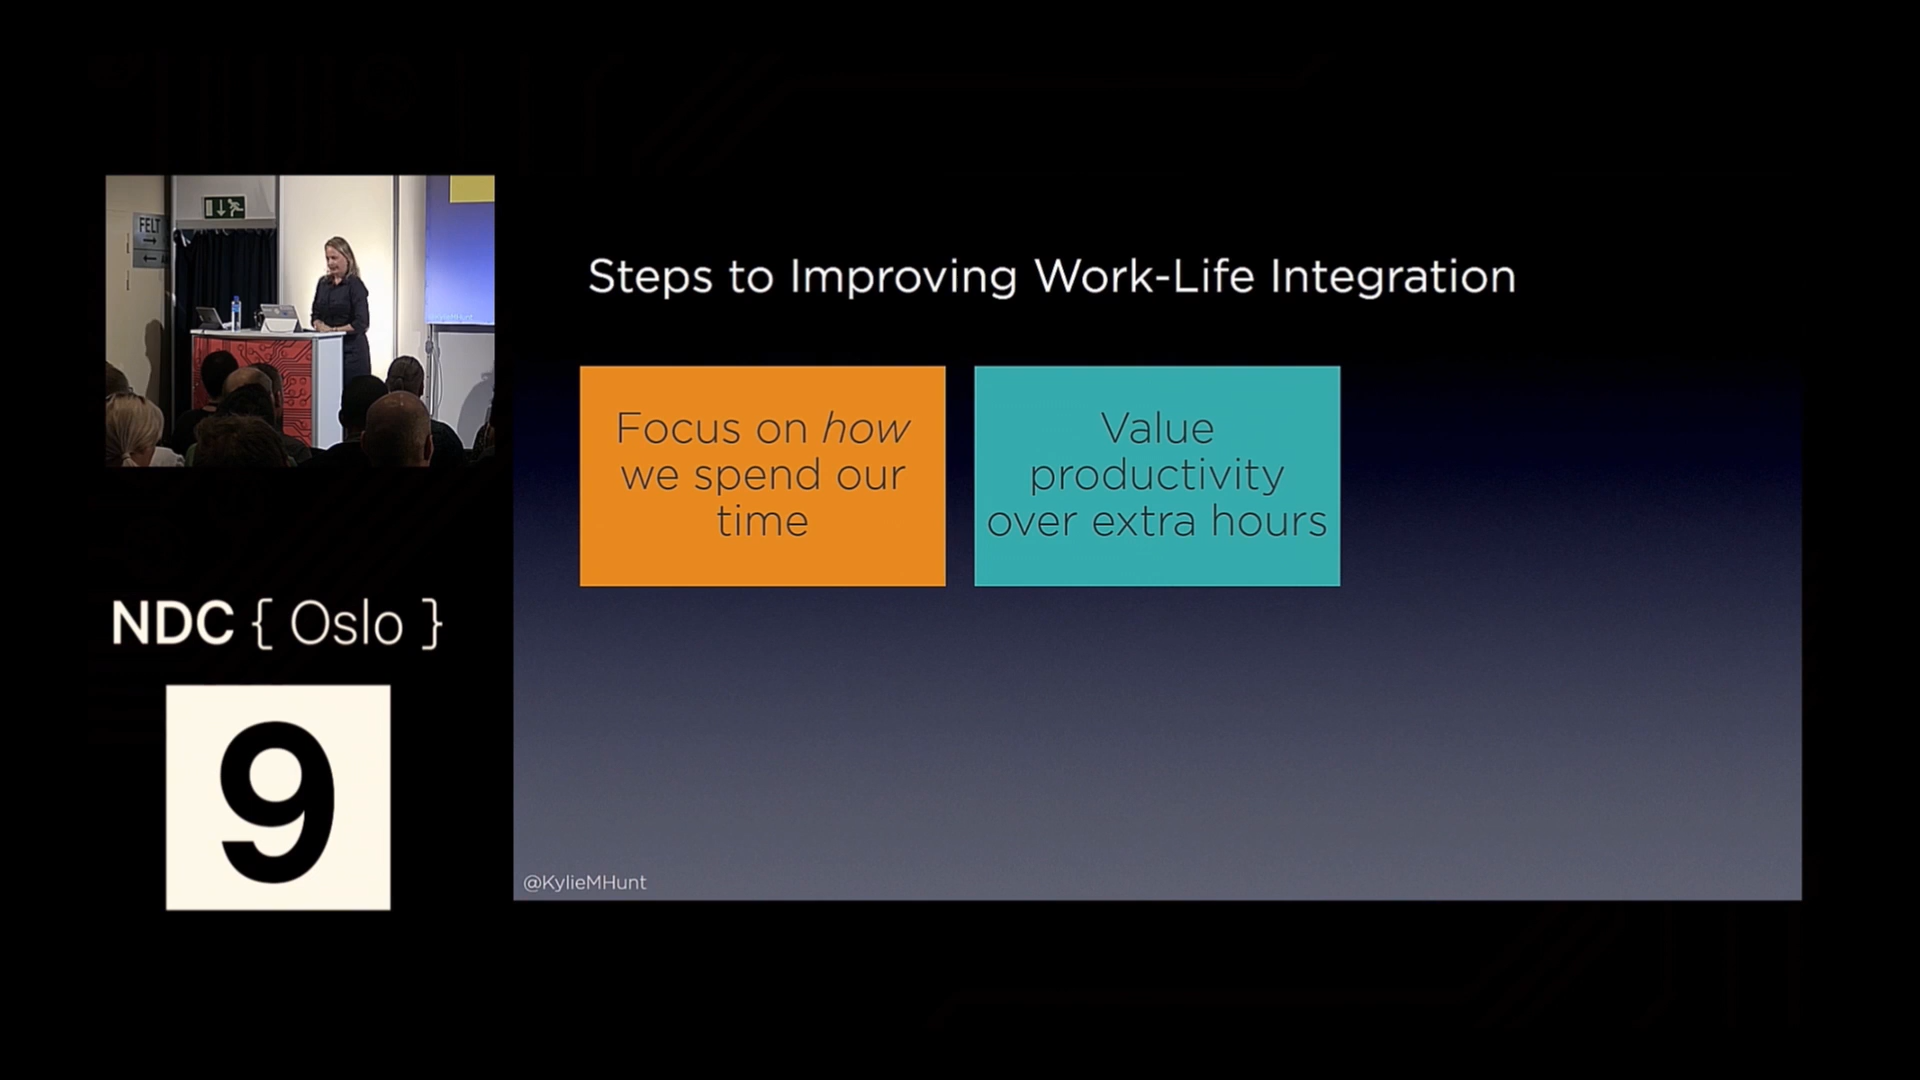 FELT
Steps to Improving Work-Life Integration
Focus on how
we spend our
time
Value
productivity
over extra hours
NDC { Oslo }
9
@KylieMHunt